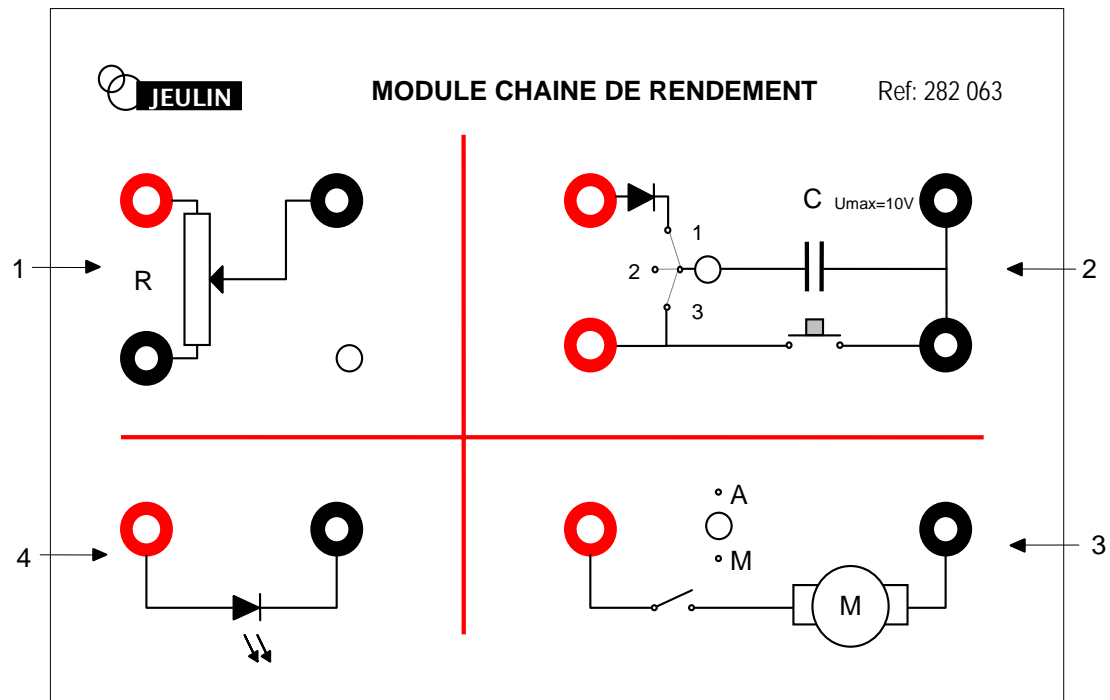 JEULIN
MODULE CHAINE DE RENDEMENT
Ref: 282 063
1
R
C Umax=10V
1
2
3
2
4
A
M
M
3